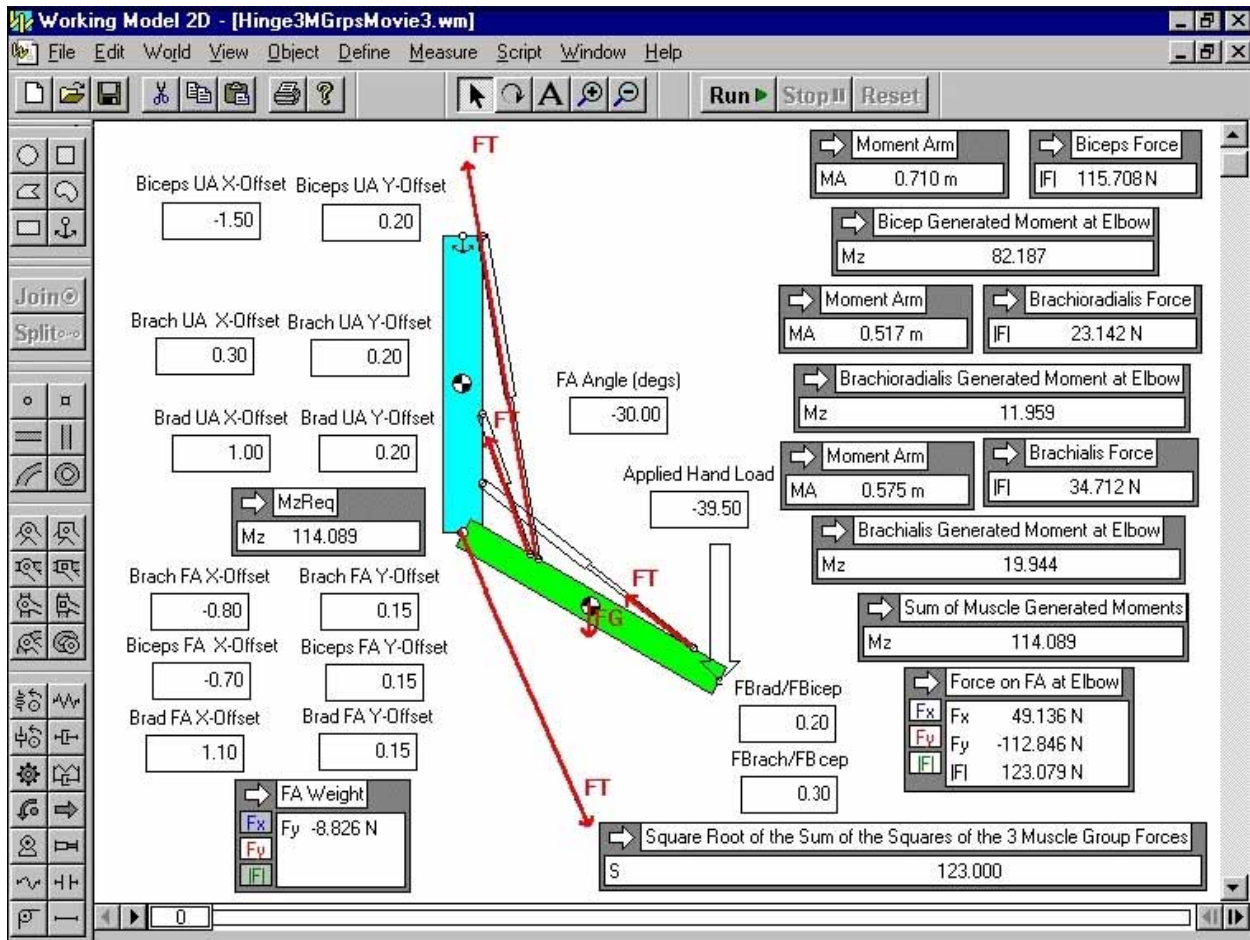 Working Model 2D - [Hinge3MGrpsMovie3.wm]
File Edit World View Object Define Measure Script Window Help
A Run Stop Reset
Join
Split
FT
Biceps UA X-Offset Biceps UA Y-Offset
-1.50 0.20
Brach UA X-Offset Brach UA Y-Offset
0.30 0.20
Brad UA X-Offset Brad UA Y-Offset
1.00 0.20
MzReq
Mz 114.089
Brach FA X-Offset Brach FA Y-Offset
-0.80 0.15
Biceps FA X-Offset Biceps FA Y-Offset
-0.70 0.15
Brad FA X-Offset Brad FA Y-Offset
1.10 0.15
FA Weight
Fx Fy -8.826 N
Fy
|F|
FA Angle (degs)
-30.00
FT
Applied Hand Load
-39.50
FT
FG
FT
FBrad/FBicep
0.20
FBrach/FB cep
0.30
Moment Arm Biceps Force
MA 0.710 m |F| 115.708 N
Bicep Generated Moment at Elbow
Mz 82.187
Moment Arm Brachioradialis Force
MA 0.517 m |F| 23.142 N
Brachioradialis Generated Moment at Elbow
Mz 11.959
Moment Arm Brachialis Force
MA 0.575 m |F| 34.712 N
Brachialis Generated Moment at Elbow
Mz 19.944
Sum of Muscle Generated Moments
Mz 114.089
Force on FA at Elbow
Fx Fx 49.136 N
Fy Fy -112.846 N
|F| |F| 123.079 N
Square Root of the Sum of the Squares of the 3 Muscle Group Forces
S 123.000
0